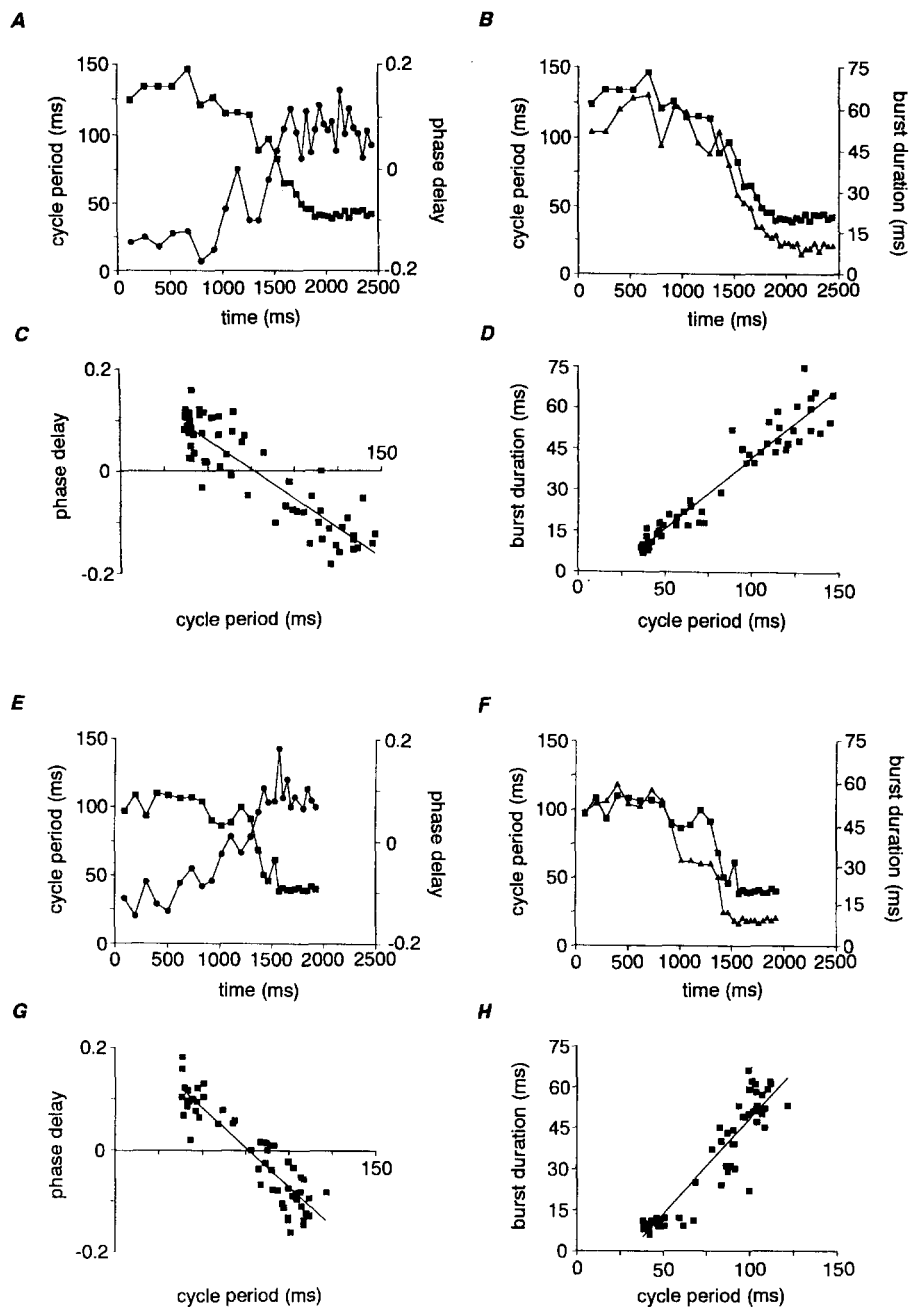 A
B
150
100
50
0
cycle period (ms)
0.2
0
-0.2
phase delay
0 500 1000 1500 2000 2500
time (ms)
150
100
50
0
cycle period (ms)
75
60
45
30
15
0
burst duration (ms)
0 500 1000 1500 2000 2500
time (ms)
C
D
0.2
0
-0.2
phase delay
150
cycle period (ms)
75
60
45
30
15
0
burst duration (ms)
0 50 100 150
cycle period (ms)
E
F
150
100
50
0
cycle period (ms)
0.2
0
-0.2
phase delay
0 500 1000 1500 2000 2500
time (ms)
150
100
50
0
cycle period (ms)
75
60
45
30
15
0
burst duration (ms)
0 500 1000 1500 2000 2500
time (ms)
G
H
0.2
0
-0.2
phase delay
150
cycle period (ms)
75
60
45
30
15
0
burst duration (ms)
0 50 100 150
cycle period (ms)